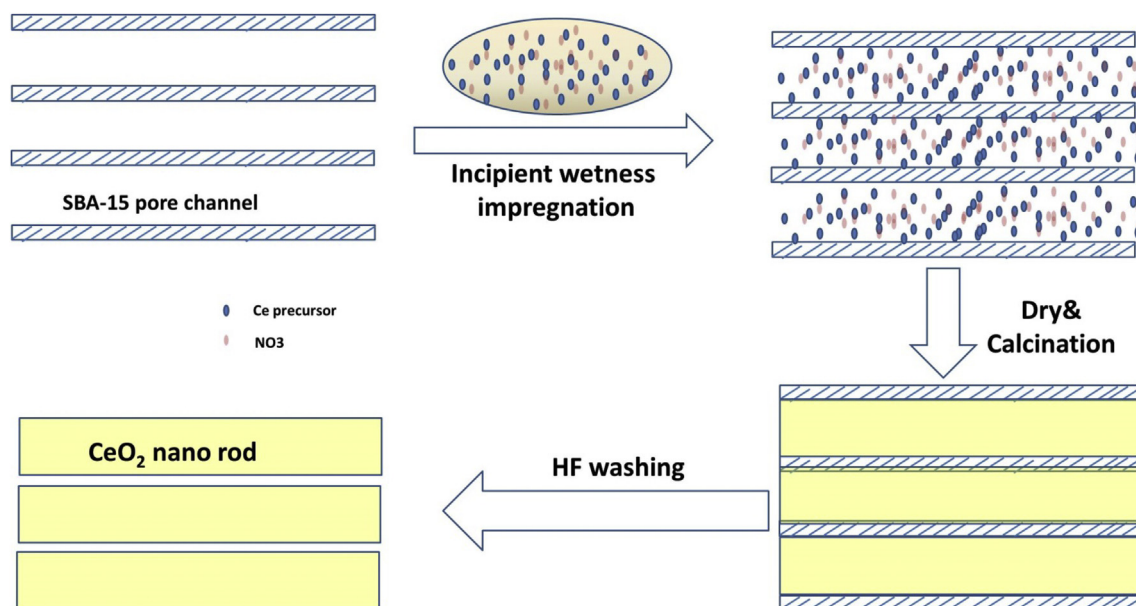 SBA-15 pore channel
Incipient wetness
impregnation
Ce precursor
NO3
Dry&
Calcination
CeO₂ nano rod
HF washing